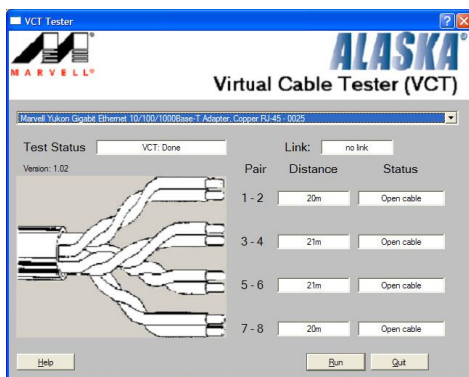 VCT Tester
MARVELL®
ALASKA®
Virtual Cable Tester (VCT)
Marvell Yukon Gigabit Ethernet 10/100/1000Base-T Adapter, Copper RJ-45 - 0025
Test Status VCT: Done Link: no link
Version: 1.02
Pair Distance Status
1 - 2 20m Open cable
3 - 4 21m Open cable
5 - 6 21m Open cable
7 - 8 20m Open cable
Help Run Quit